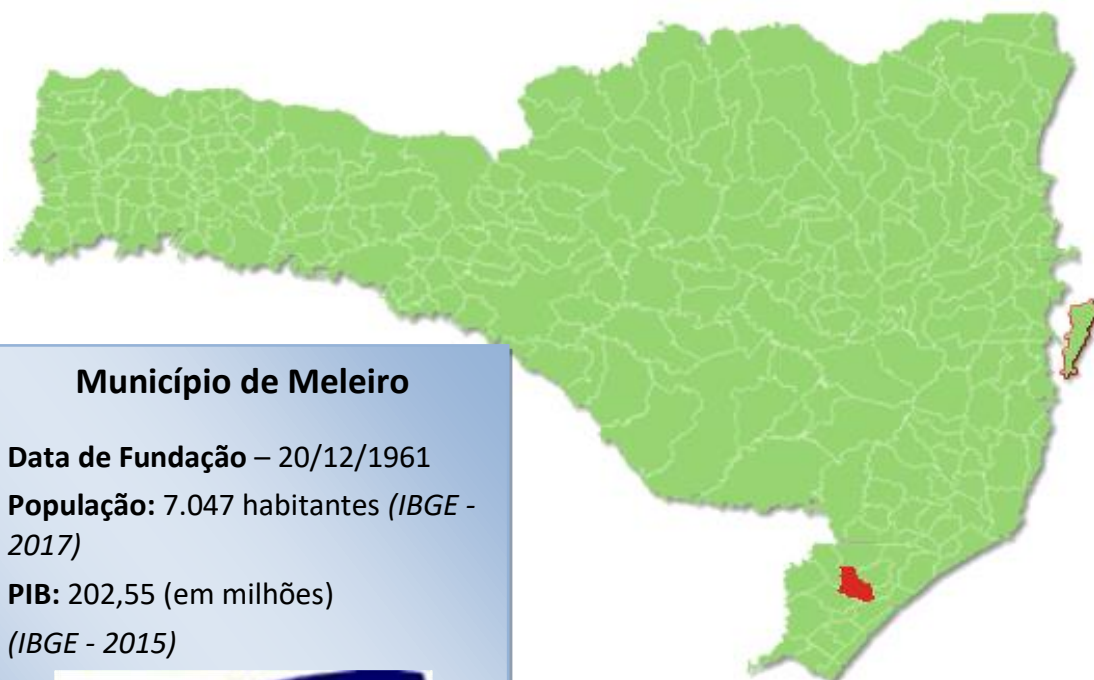 Município de Meleiro
Data de Fundação – 20/12/1961
População: 7.047 habitantes (IBGE -
2017)
PIB: 202,55 (em milhões)
(IBGE - 2015)